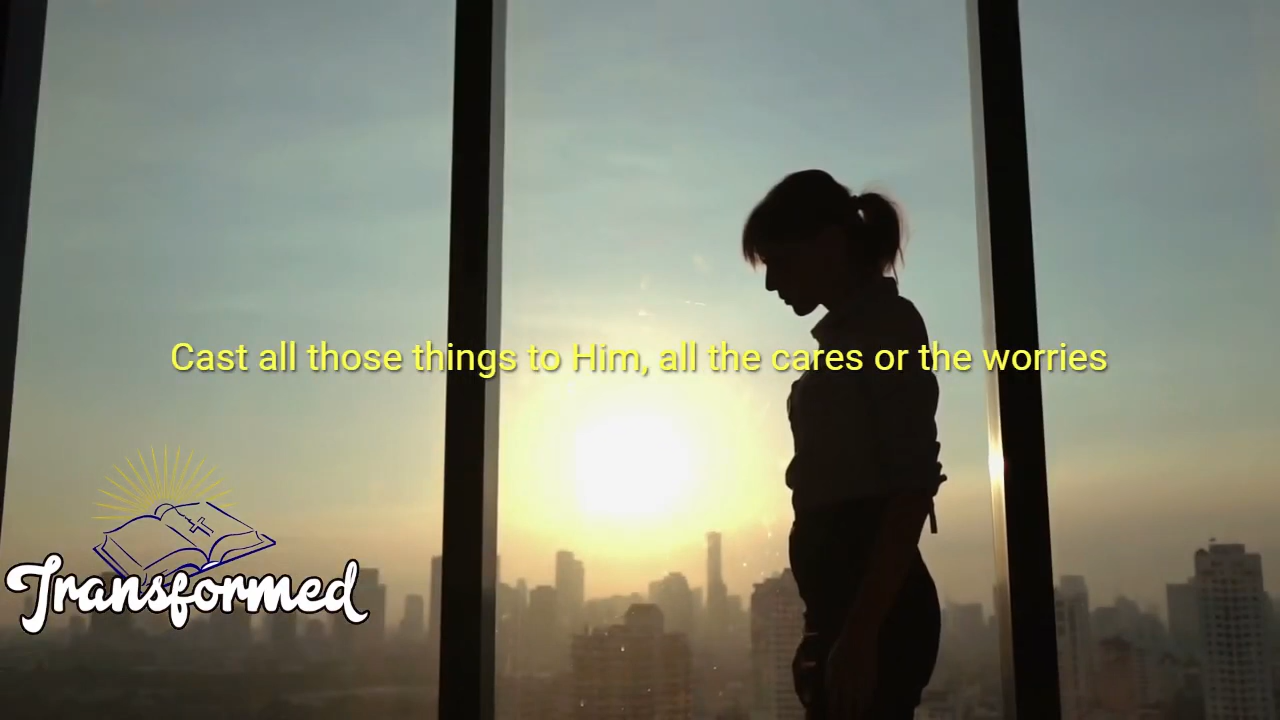 Cast all those things to Him, all the cares or the worries
Transformed